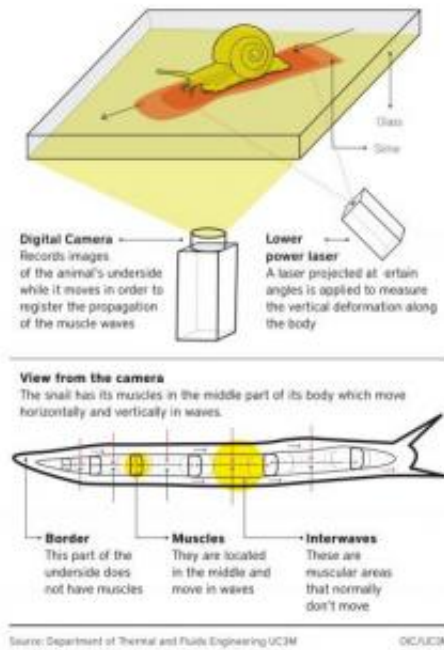 Glass
Slime
Digital Camera
Records images
of the animal's underside
while it moves in order to
register the propagation
of the muscle waves
Lower
power laser
A laser projected at ertain
angles is applied to measure
the vertical deformation along
the body
View from the camera
The snail has its muscles in the middle part of its body which move
horizontally and vertically in waves.
Border
This part of the
underside does
not have muscles
Muscles
They are located
in the middle and
move in waves
Interwaves
These are
muscular areas
that normally
don't move
Source: Department of Thermal and Fluids Engineering UC3M
OIC/UC3M